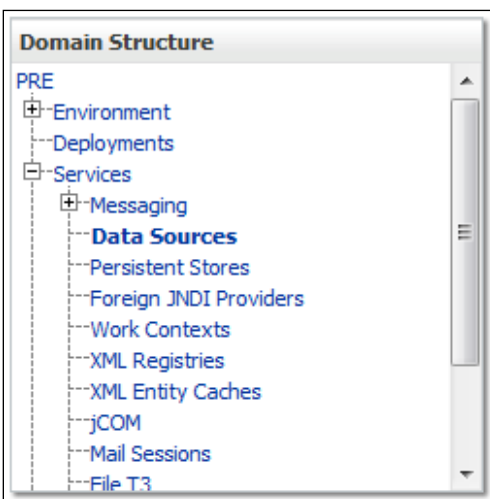 Domain Structure
PRE
Environment
Deployments
Services
Messaging
Data Sources
Persistent Stores
Foreign JNDI Providers
Work Contexts
XML Registries
XML Entity Caches
jCOM
Mail Sessions
File T3